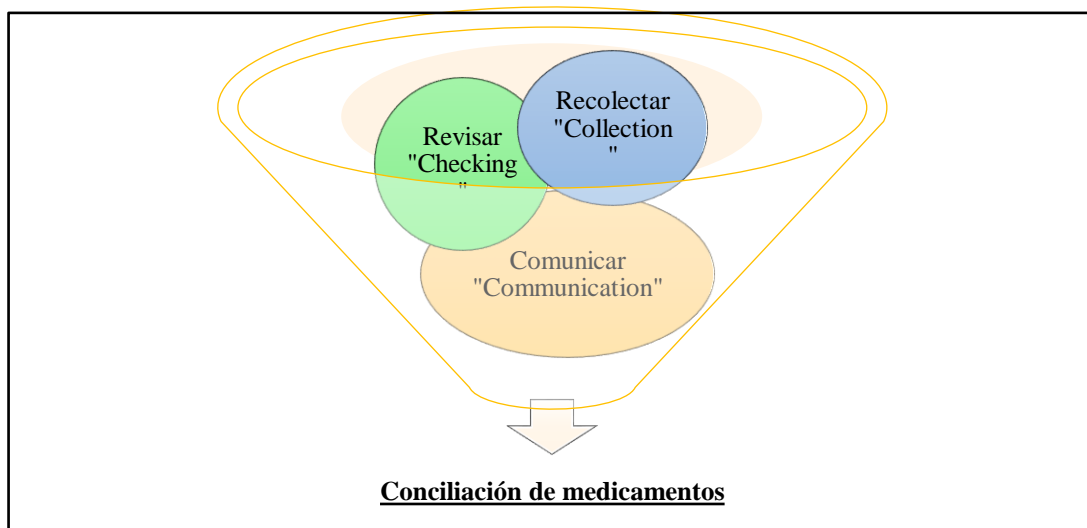 Recolectar
"Collection
"
Revisar
"Checking
"
Comunicar
"Communication"
Conciliación de medicamentos